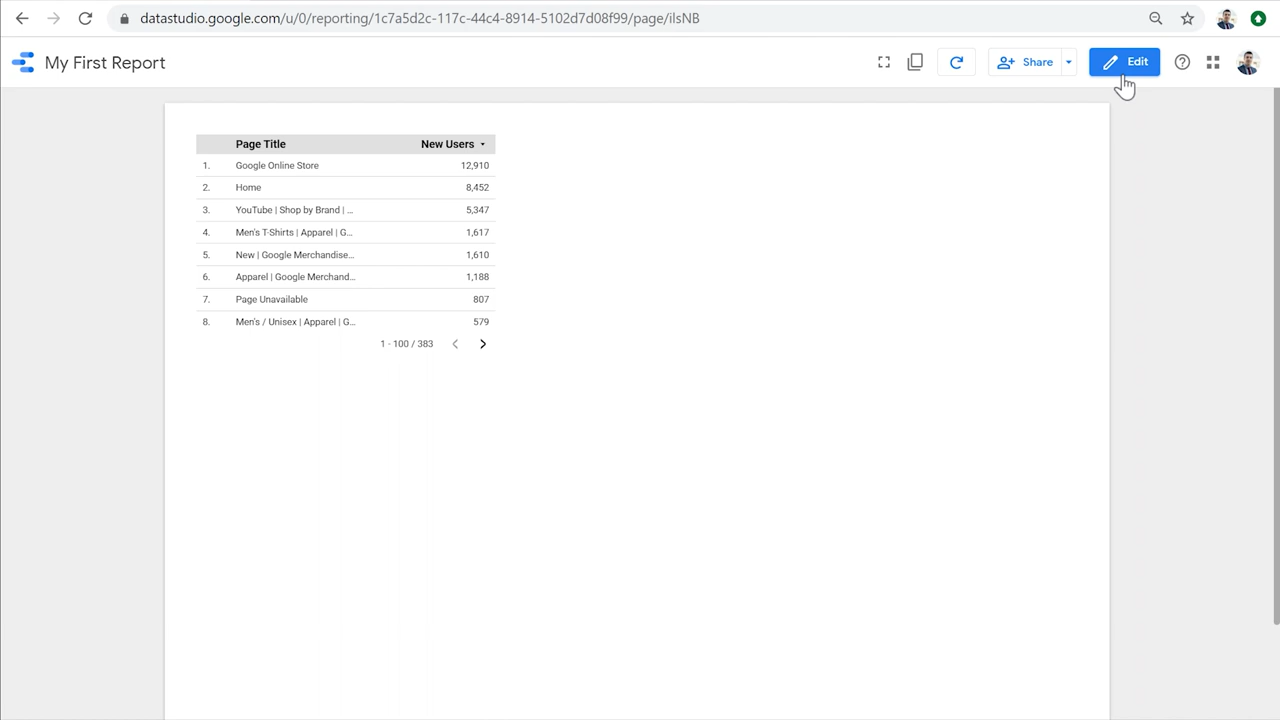 datastudio.google.com/u/0/reporting/1c7a5d2c-117c-44c4-8914-5102d7d08f99/page/ilsNB
My First Report
Share
Edit
Page Title New Users
1. Google Online Store 12,910
2. Home 8,452
3. YouTube | Shop by Brand | ... 5,347
4. Men's T-Shirts | Apparel | G... 1,617
5. New | Google Merchandise... 1,610
6. Apparel | Google Merchand... 1,188
7. Page Unavailable 807
8. Men's / Unisex | Apparel | G... 579
1 - 100 / 383